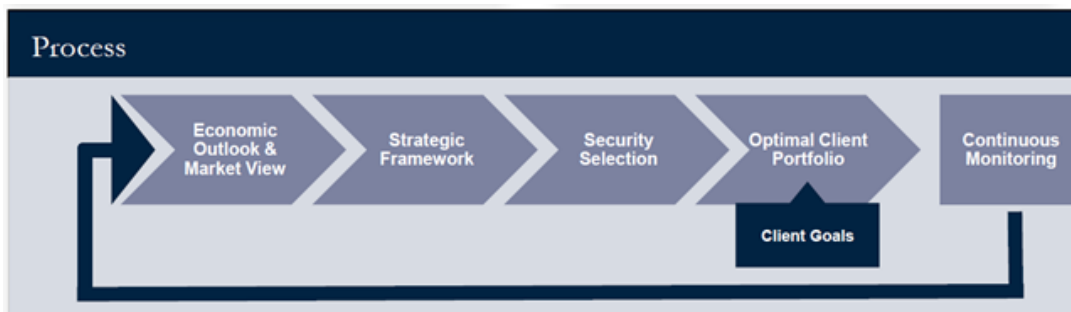 Process
Economic
Outlook &
Market View
Strategic
Framework
Security
Selection
Optimal Client
Portfolio
Client Goals
Continuous
Monitoring